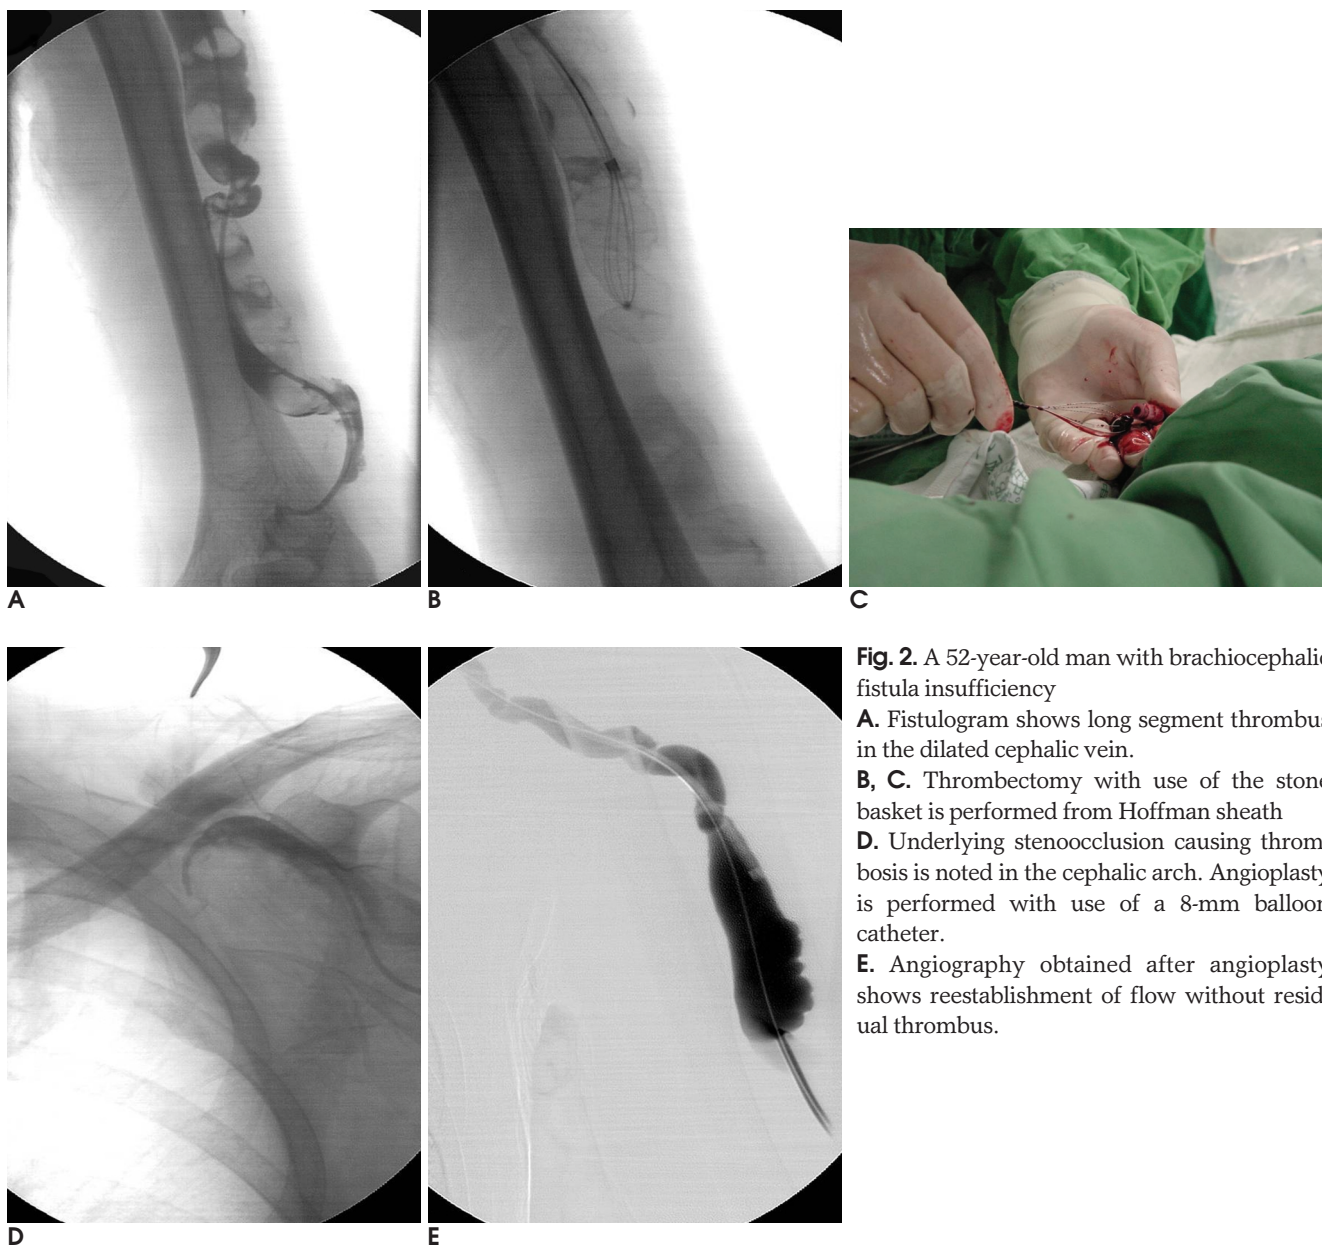 A
B
C
D
E
Fig. 2. A 52-year-old man with brachiocephalic
fistula insufficiency
A. Fistulogram shows long segment thrombus
in the dilated cephalic vein.
B, C. Thrombectomy with use of the stone
basket is performed from Hoffman sheath
D. Underlying stenoocclusion causing throm
bosis is noted in the cephalic arch. Angioplasty
is performed with use of a 8-mm balloon
catheter.
E. Angiography obtained after angioplasty
shows reestablishment of flow without resid
ual thrombus.